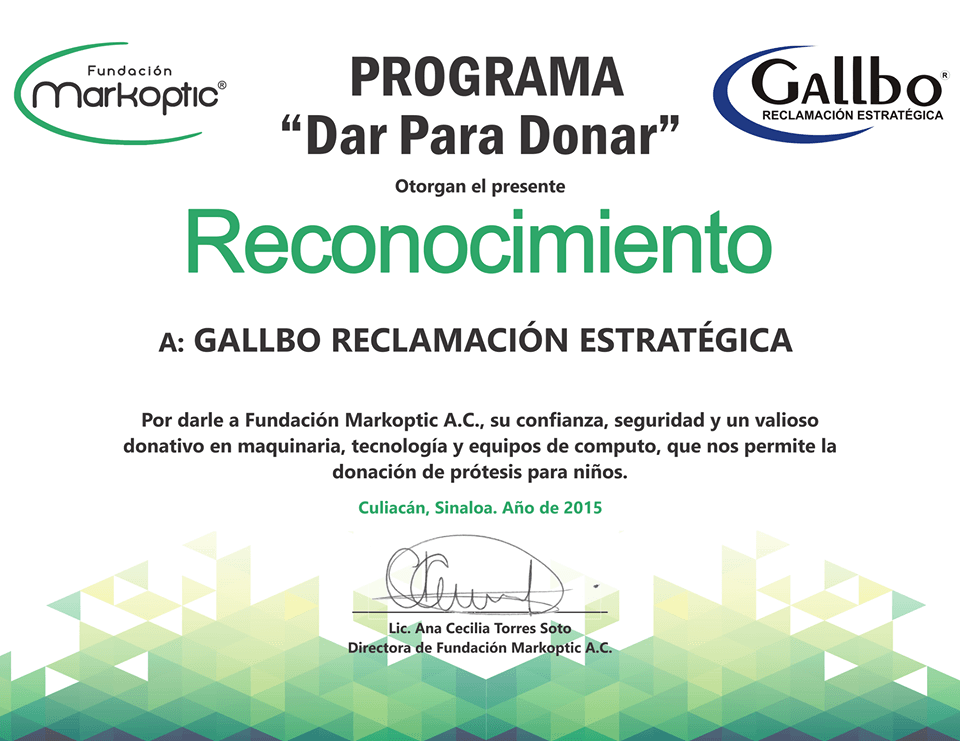 Fundación
Markoptic®
PROGRAMA
“Dar Para Donar”
GALLBO®
RECLAMACIÓN ESTRATÉGICA
Otorgan el presente
Reconocimiento
A: GALLBO RECLAMACIÓN ESTRATÉGICA
Por darle a Fundación Markoptic A.C., su confianza, seguridad y un valioso
donativo en maquinaria, tecnología y equipos de computo, que nos permite la
donación de prótesis para niños.
Culiacán, Sinaloa. Año de 2015
Lic. Ana Cecilia Torres Soto
Directora de Fundación Markoptic A.C.